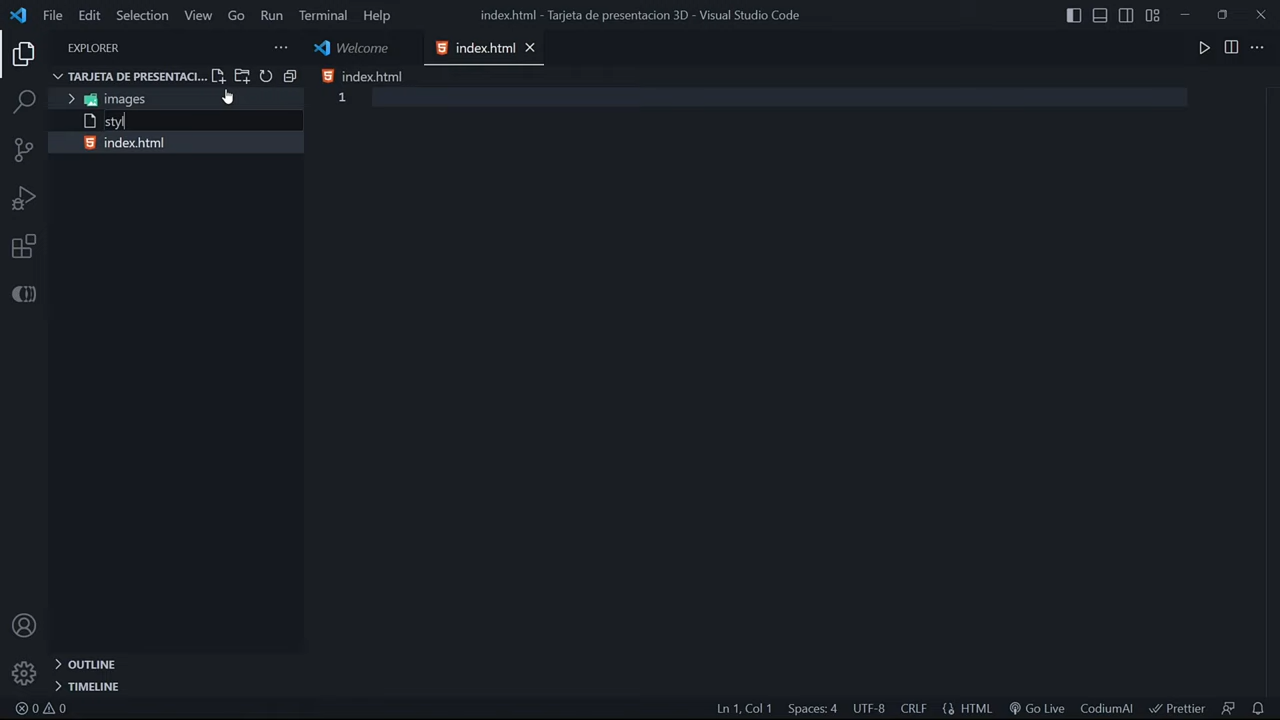 File Edit Selection View Go Run Terminal Help
index.html - Tarjeta de presentacion 3D - Visual Studio Code
EXPLORER
Welcome
index.html
TARJETA DE PRESENTACI...
index.html
images
1
styl
index.html
OUTLINE
TIMELINE
0 0
Ln 1, Col 1 Spaces: 4 UTF-8 CRLF HTML Go Live CodiumAI Prettier